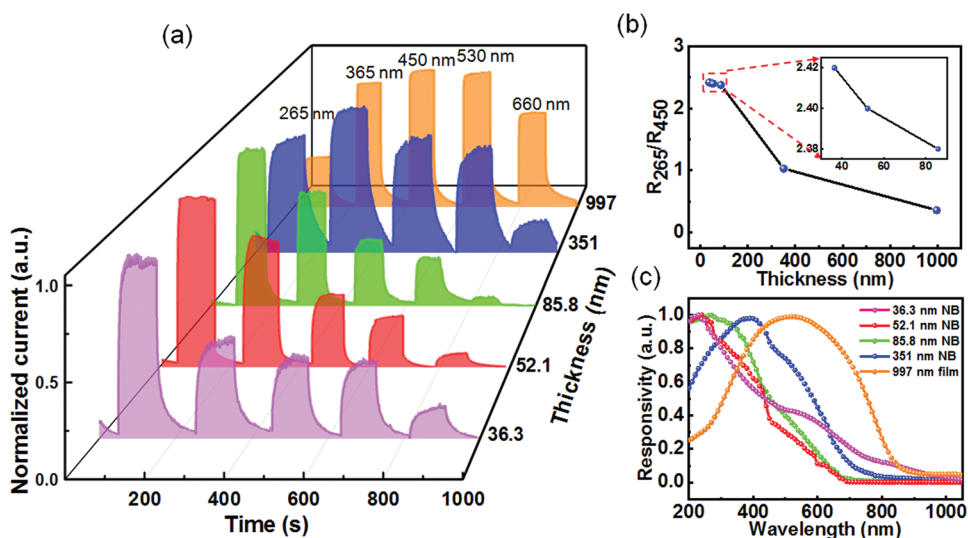 (a)
265 nm
365 nm
450 nm
530 nm
660 nm
997
351
85.8
52.1
36.3
Thickness (nm)
Normalized current (a.u.)
1.0
0.5
0.0
200 400 600 800 1000
Time (s)
(b)
R265/R450
3
2
1
0
2.42
2.40
2.38
40 60 80
0 200 400 600 800 1000
Thickness (nm)
(c)
Responsivity (a.u.)
1.0
0.8
0.6
0.4
0.2
0.0
36.3 nm NB
52.1 nm NB
85.8 nm NB
351 nm NB
997 nm film
200 400 600 800 1000
Wavelength (nm)